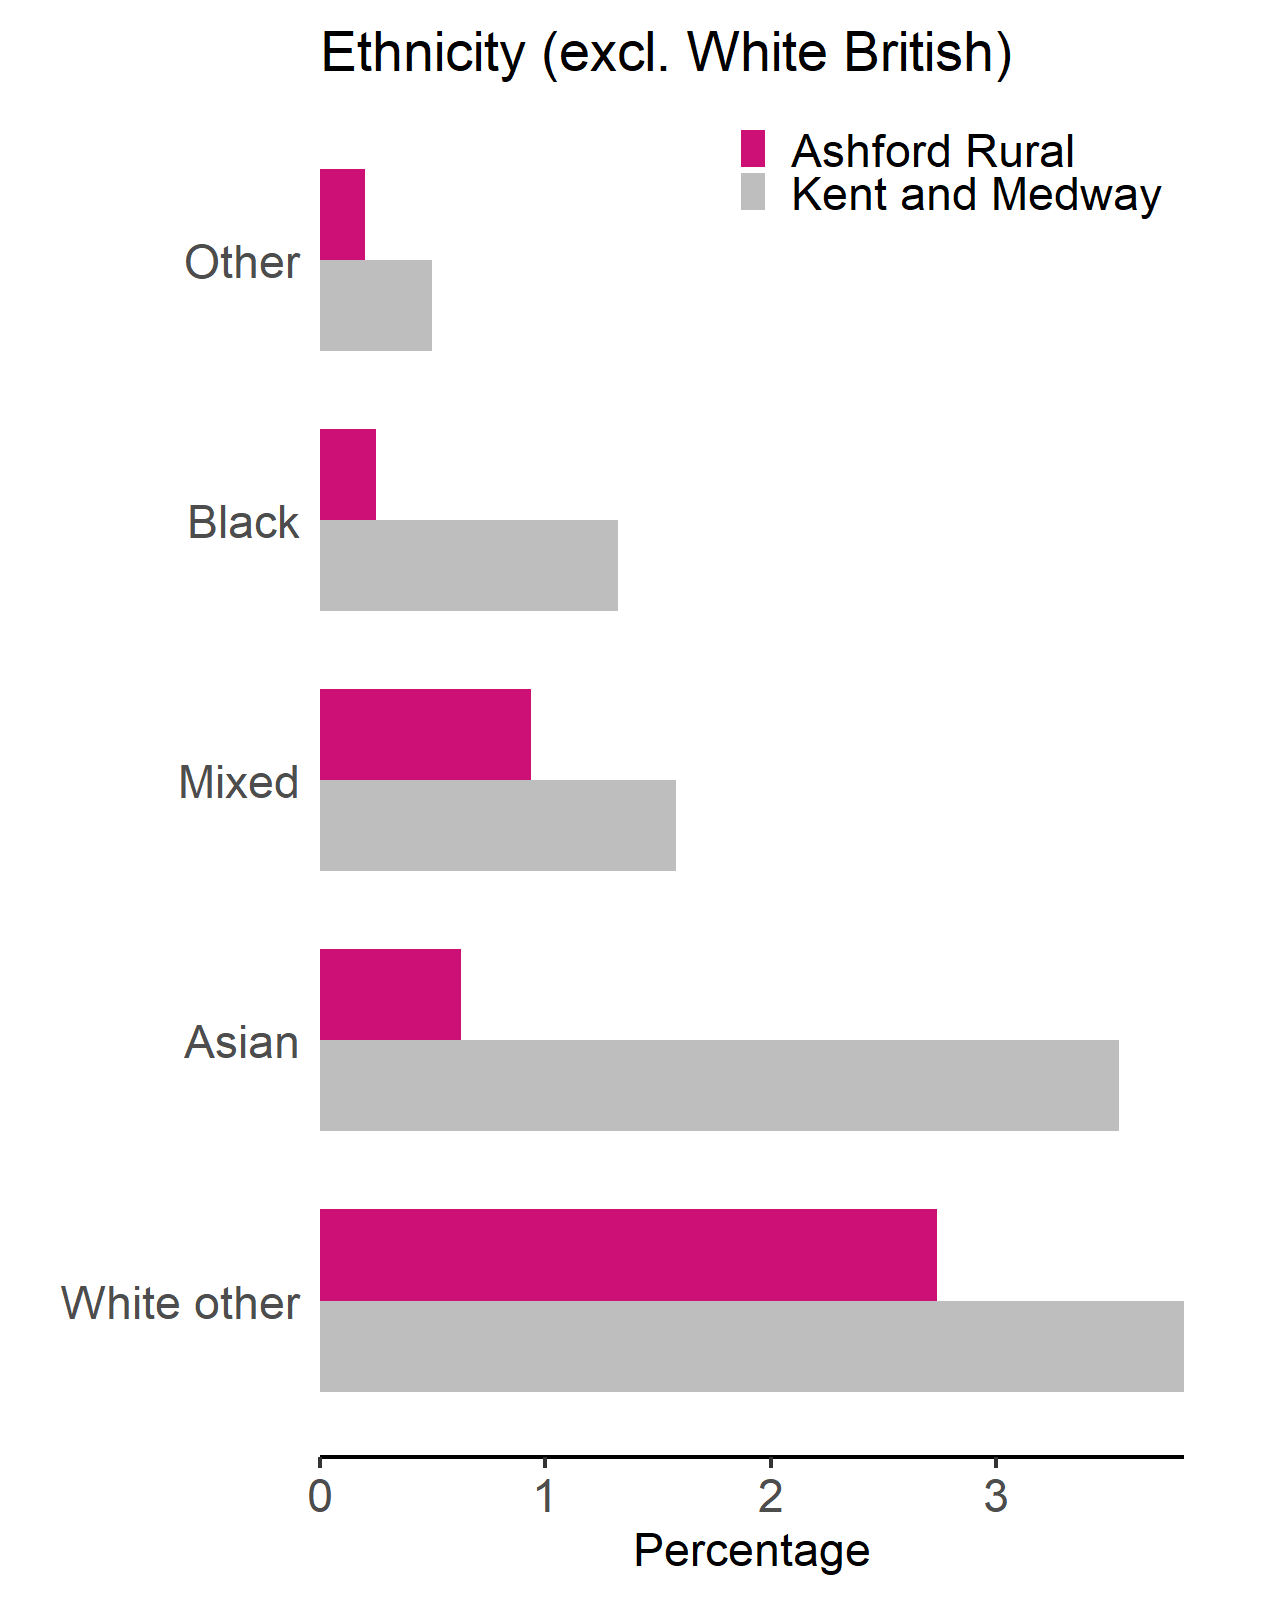 Ethnicity (excl. White British)
Ashford Rural
Kent and Medway
Other
Black
Mixed
Asian
White other
0 1 2 3
Percentage